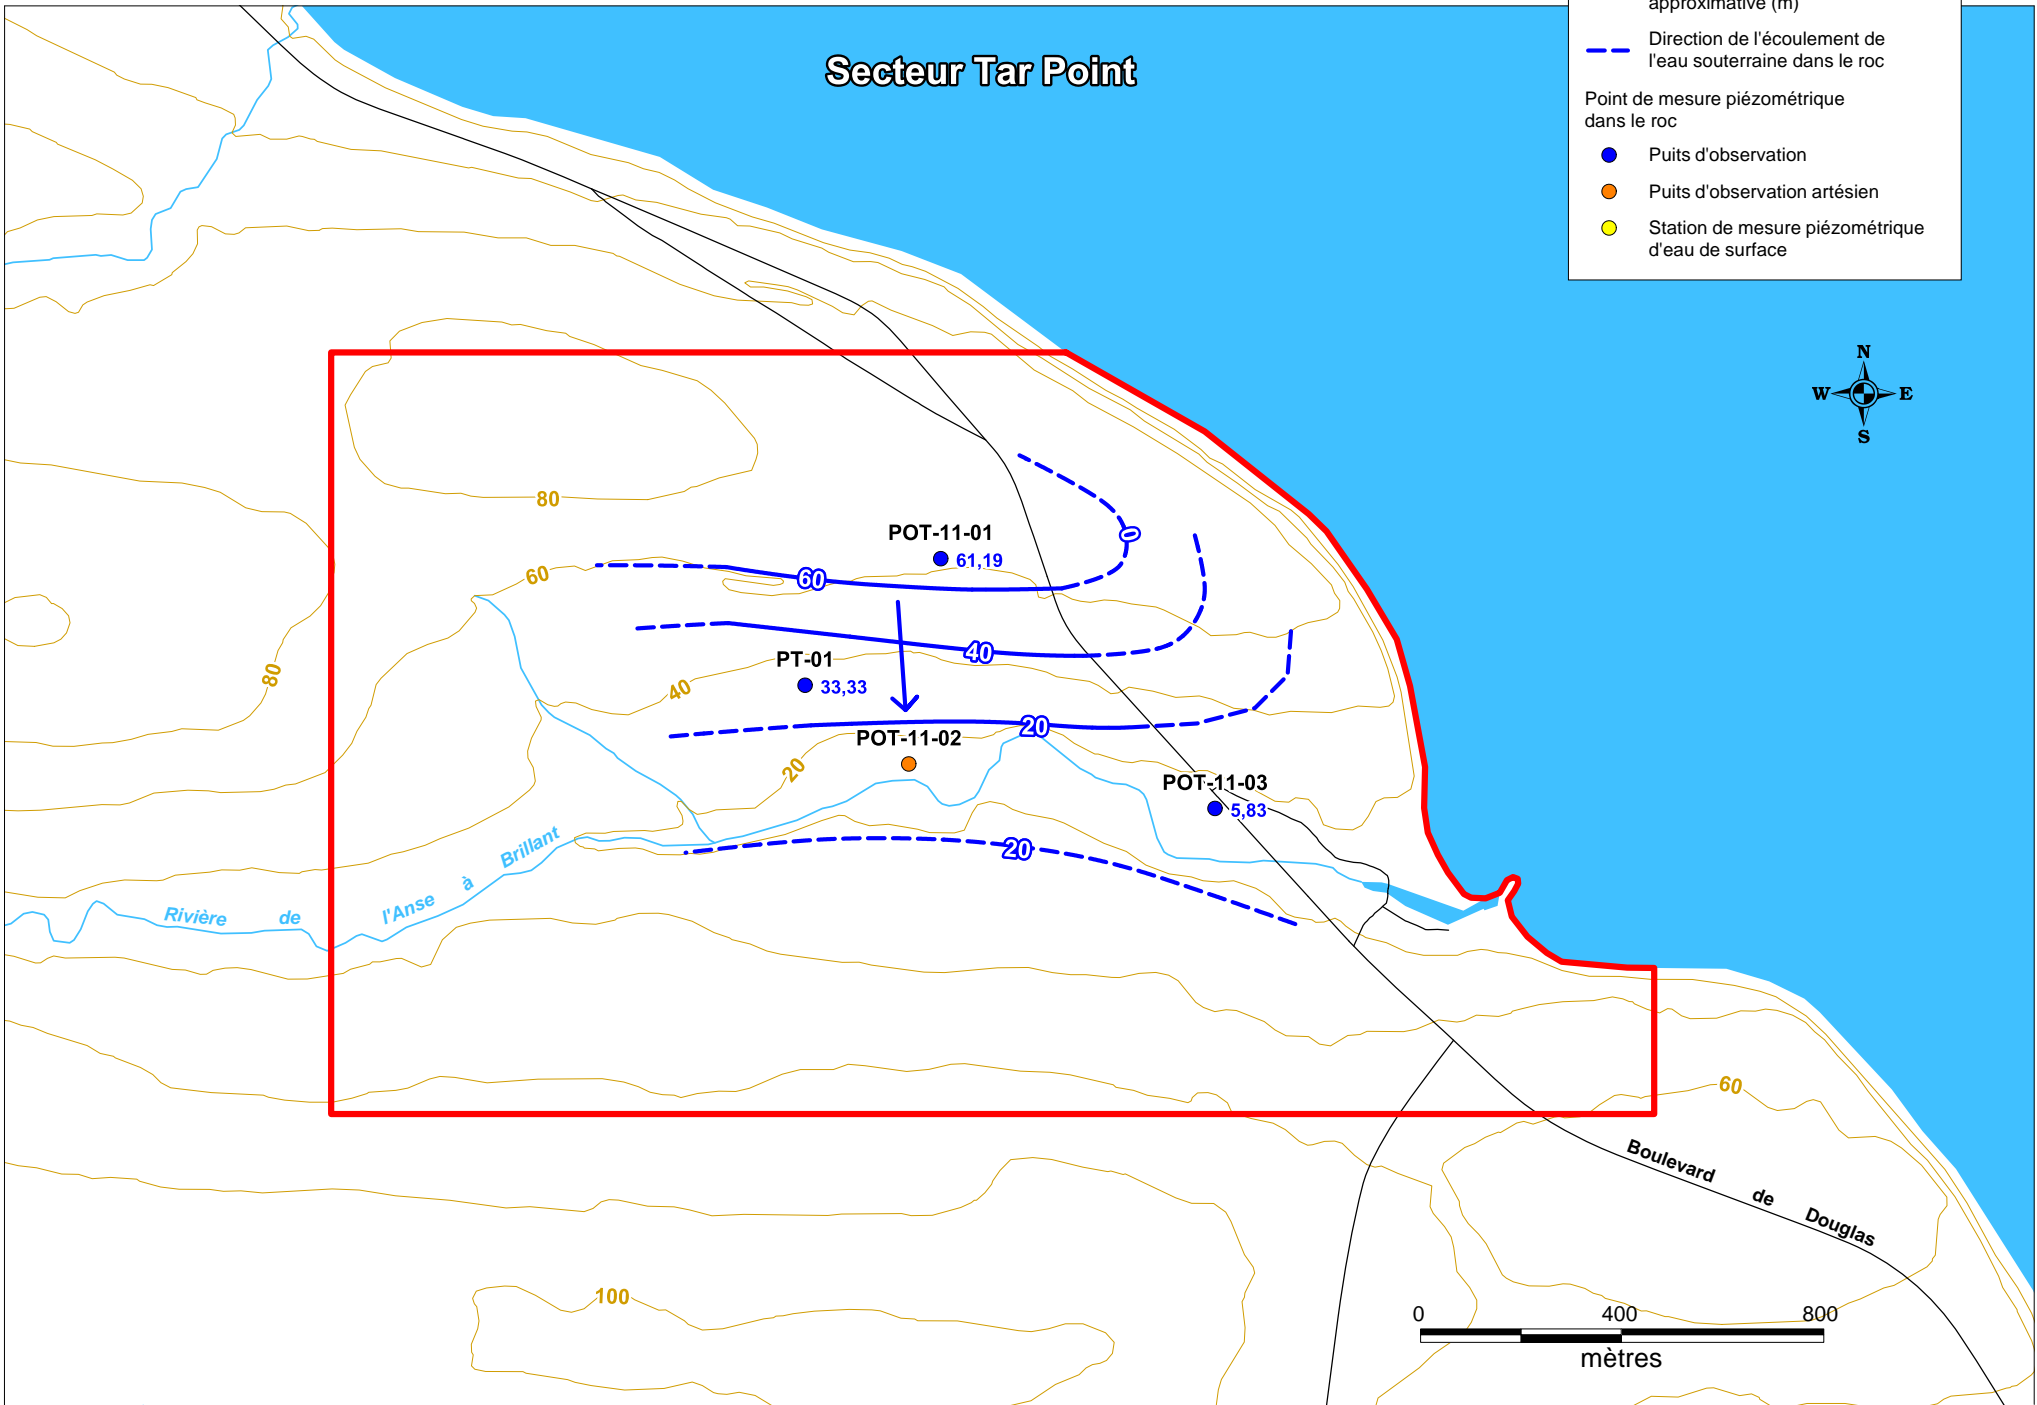 approximative (m)
Direction de l'écoulement de
l'eau souterraine dans le roc
Point de mesure piézométrique
dans le roc
Puits d'observation
Puits d'observation artésien
Station de mesure piézométrique
d'eau de surface
Secteur Tar Point
N
W E
S
80
POT-11-01
61,19
0
60
60
40
PT-01
33,33
40
80
20
POT-11-02
20
POT-11-03
5,83
20
Rivière de l'Anse à Brillant
60
Boulevard de Douglas
100
0 400 800
mètres